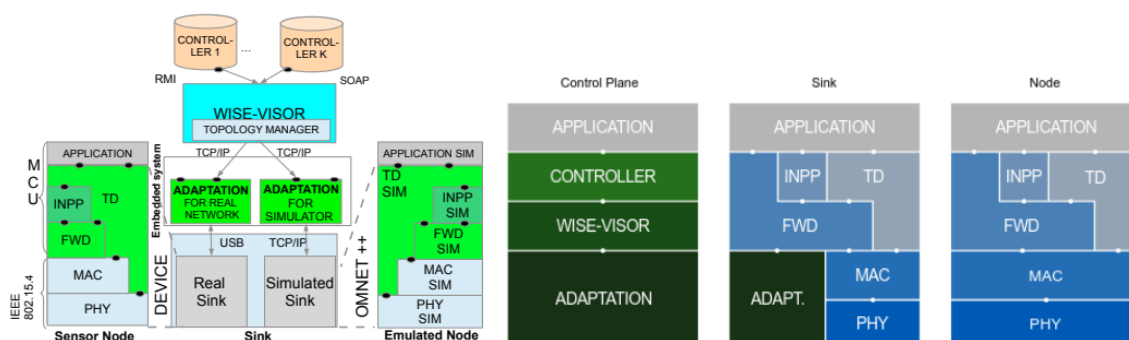 CONTROL-
LER 1
...
CONTROL-
LER K
RMI
SOAP
WISE-VISOR
TOPOLOGY MANAGER
TCP/IP
TCP/IP
MCU
APPLICATION
TD
INPP
FWD
MAC
PHY
IEEE
802.15.4
Sensor Node
DEVICE
Embedded system
ADAPTATION
FOR REAL
NETWORK
ADAPTATION
FOR
SIMULATOR
USB
TCP/IP
Real
Sink
Simulated
Sink
Sink
OMNET ++
APPLICATION SIM
TD
SIM
INPP
SIM
FWD
SIM
MAC
SIM
PHY
SIM
Emulated Node
Control Plane
APPLICATION
CONTROLLER
WISE-VISOR
ADAPTATION
Sink
APPLICATION
INPP
TD
FWD
ADAPT.
MAC
PHY
Node
APPLICATION
INPP
TD
FWD
MAC
PHY